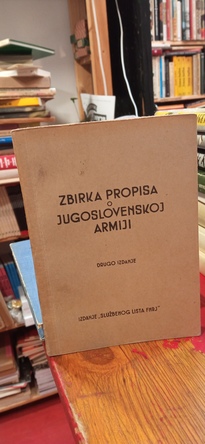 ZBIRKA PROPISA
O
JUGOSLOVENSKOJ
ARMIJI
DRUGO IZDANJE
IZDANJE „SLUŽBENOG LISTA FNRJ"